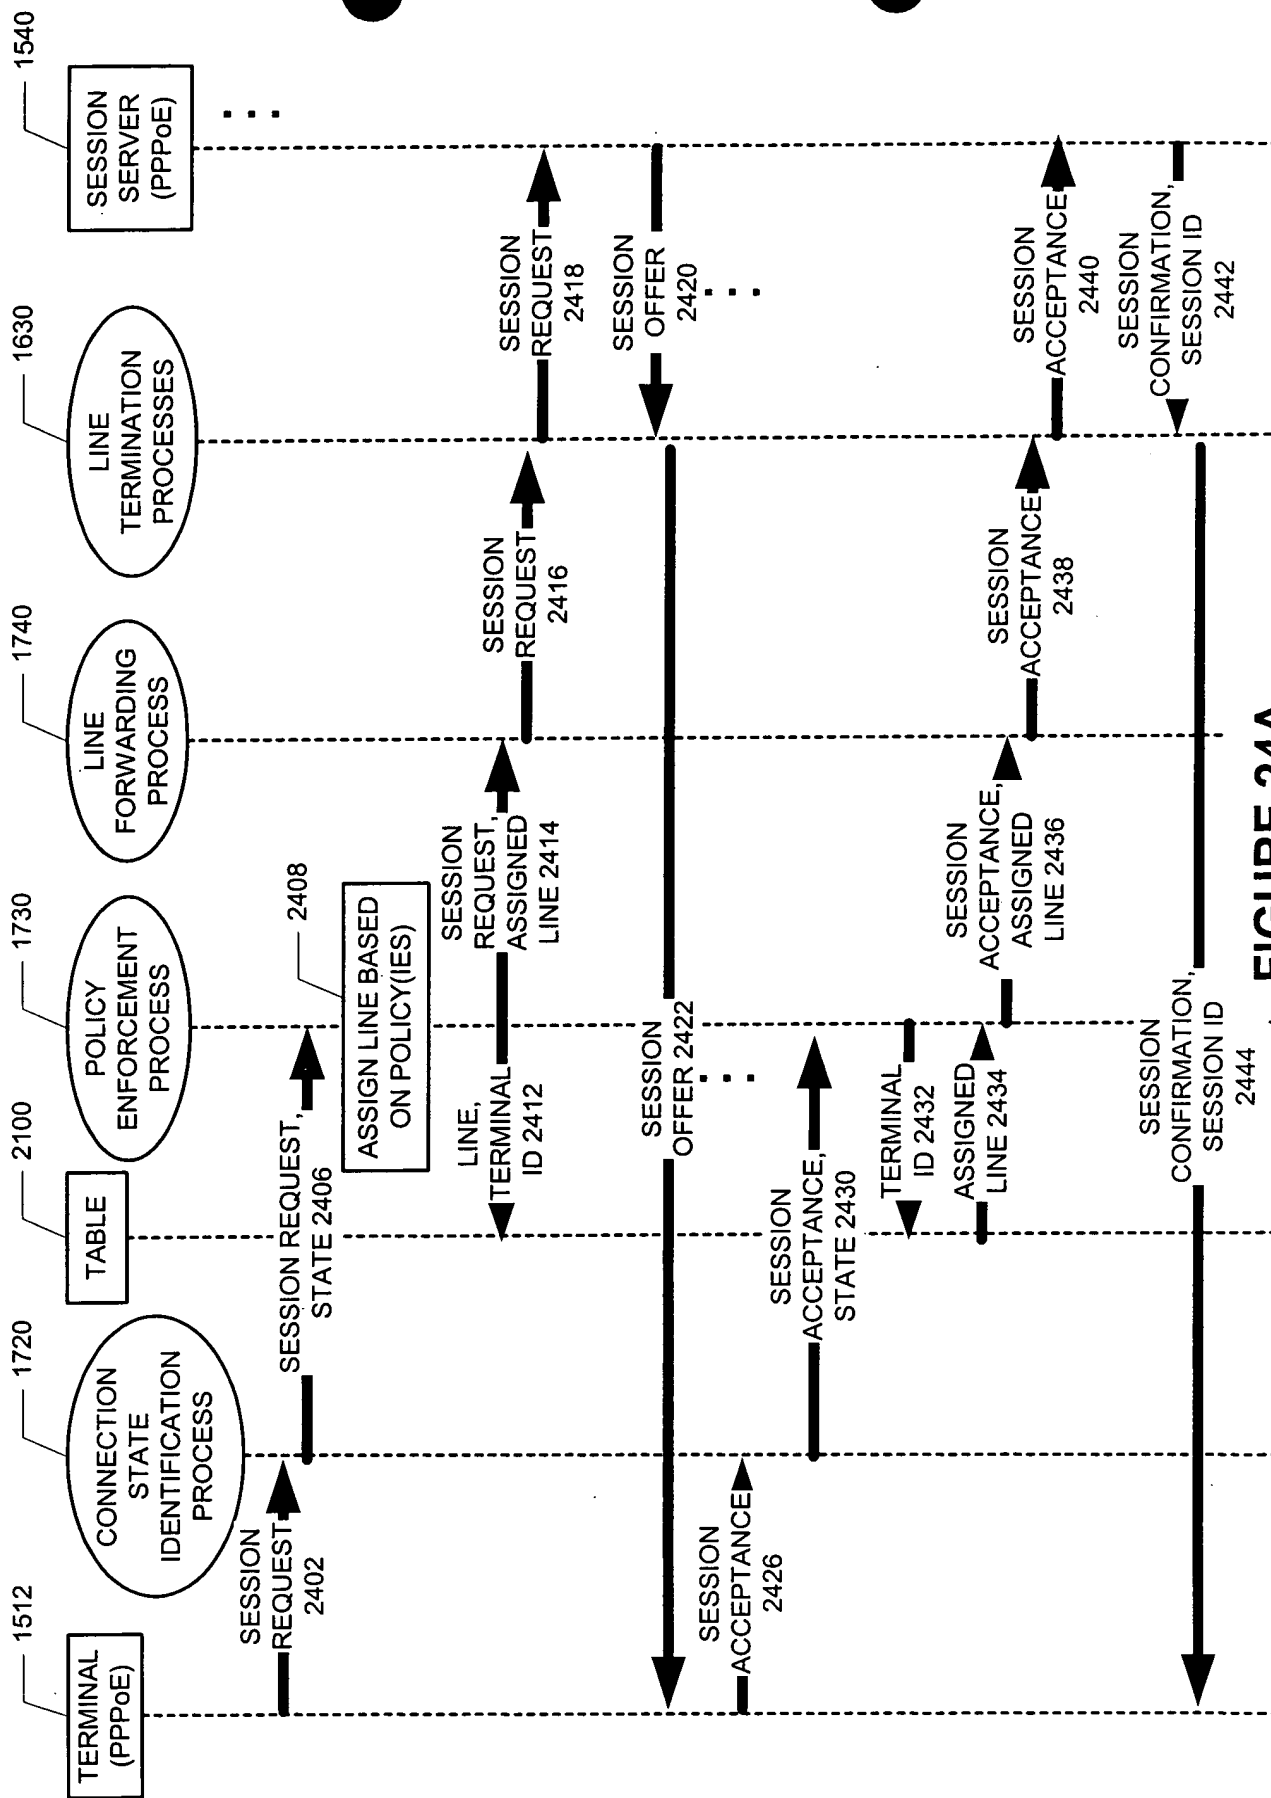 1512
1720
2100
1730
1740
1630
1540
TERMINAL
(PPPoE)
CONNECTION
STATE
IDENTIFICATION
PROCESS
TABLE
POLICY
ENFORCEMENT
PROCESS
LINE
FORWARDING
PROCESS
LINE
TERMINATION
PROCESSES
SESSION
SERVER
(PPPoE)
SESSION
REQUEST
2402
SESSION REQUEST,
STATE 2406
2408
ASSIGN LINE BASED
ON POLICY(IES)
LINE,
TERMINAL
ID 2412
SESSION
REQUEST,
ASSIGNED
LINE 2414
SESSION
REQUEST
2416
SESSION
REQUEST
2418
SESSION
OFFER
2420
SESSION
OFFER 2422
SESSION
ACCEPTANCE
2426
SESSION
ACCEPTANCE,
STATE 2430
TERMINAL
ID 2432
ASSIGNED
LINE 2434
SESSION
ACCEPTANCE,
ASSIGNED
LINE 2436
SESSION
ACCEPTANCE
2438
SESSION
ACCEPTANCE
2440
SESSION
CONFIRMATION,
SESSION ID
2442
SESSION
CONFIRMATION,
SESSION ID
2444
FIGURE 24A